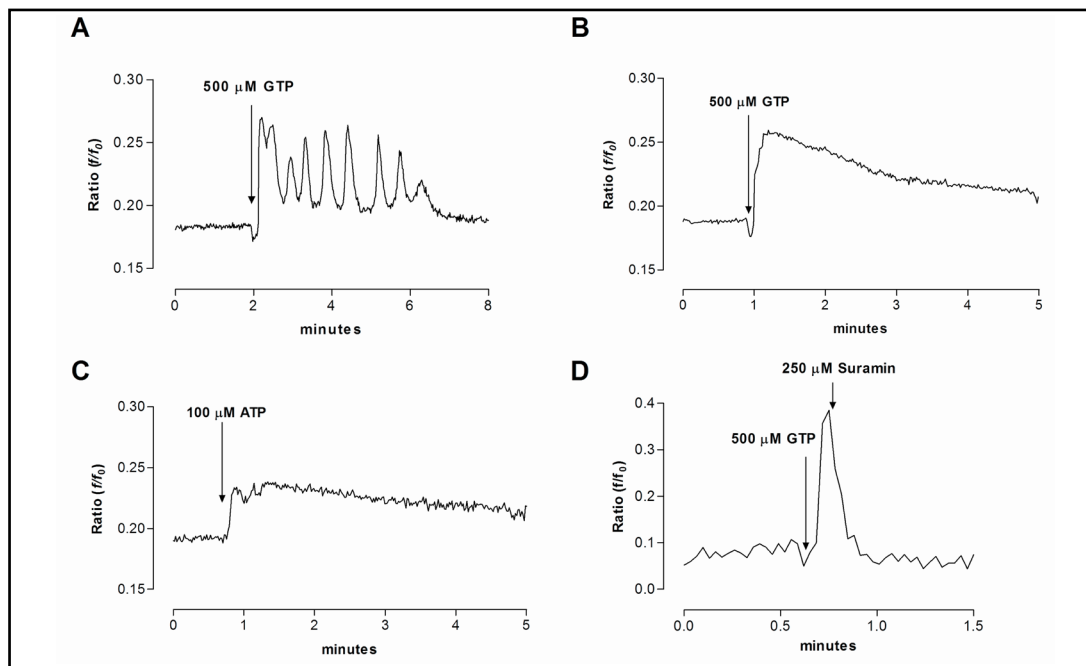 A
B
500 μM GTP
0.30
0.25
0.20
0.15
Ratio (f/f0)
0
2
4
6
8
minutes
500 μM GTP
0.30
0.25
0.20
0.15
Ratio (f/f0)
0
1
2
3
4
5
minutes
C
D
100 μM ATP
0.30
0.25
0.20
0.15
Ratio (f/f0)
0
1
2
3
4
5
minutes
250 μM Suramin
500 μM GTP
0.4
0.3
0.2
0.1
0.0
Ratio (f/f0)
0.0
0.5
1.0
1.5
minutes